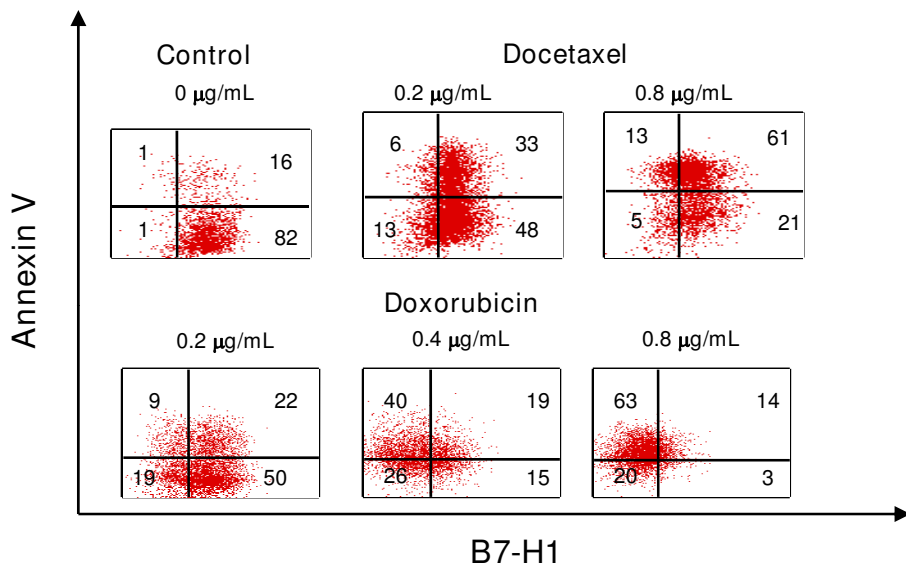 Control
Docetaxel
0 μg/mL
0.2 μg/mL
0.8 μg/mL
1
16
1
82
6
33
13
48
13
61
5
21
Annexin V
Doxorubicin
0.2 μg/mL
0.4 μg/mL
0.8 μg/mL
9
22
19
50
40
19
26
15
63
14
20
3
B7-H1